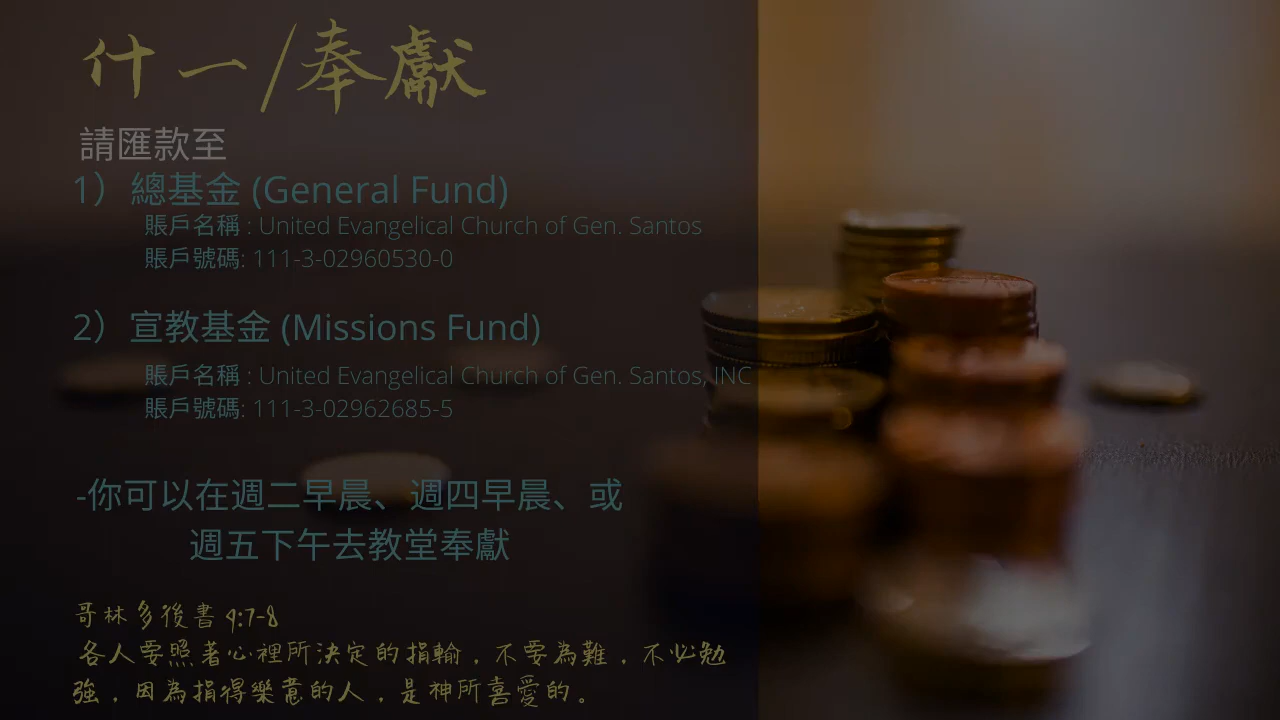 什一/奉獻
請匯款至
1）總基金 (General Fund)
賬戶名稱 : United Evangelical Church of Gen. Santos
賬戶號碼: 111-3-02960530-0
2）宣教基金 (Missions Fund)
賬戶名稱 : United Evangelical Church of Gen. Santos, INC
賬戶號碼: 111-3-02962685-5
-你可以在週二早晨、週四早晨、或
週五下午去教堂奉獻
哥林多後書 9:7-8
各人要照著心裡所決定的捐輸，不要為難，不必勉
強，因為捐得樂意的人，是神所喜愛的。